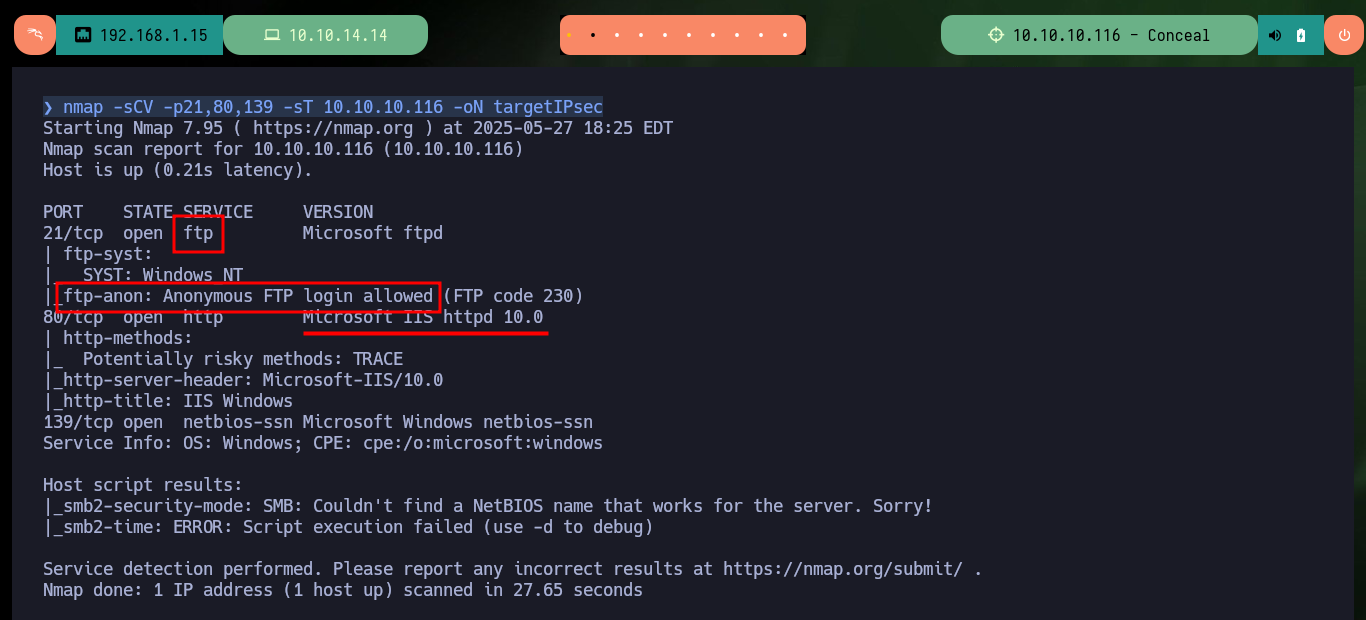 192.168.1.15 10.10.14.14 10.10.10.116 - Conceal
❯ nmap -sCV -p21,80,139 -sT 10.10.10.116 -oN targetIPsec
Starting Nmap 7.95 ( https://nmap.org ) at 2025-05-27 18:25 EDT
Nmap scan report for 10.10.10.116 (10.10.10.116)
Host is up (0.21s latency).
PORT    STATE SERVICE     VERSION
21/tcp  open  ftp         Microsoft ftpd
| ftp-syst:
|_  SYST: Windows_NT
|_ftp-anon: Anonymous FTP login allowed (FTP code 230)
80/tcp  open  http        Microsoft IIS httpd 10.0
| http-methods:
|_  Potentially risky methods: TRACE
|_http-server-header: Microsoft-IIS/10.0
|_http-title: IIS Windows
139/tcp open  netbios-ssn Microsoft Windows netbios-ssn
Service Info: OS: Windows; CPE: cpe:/o:microsoft:windows
Host script results:
|_smb2-security-mode: SMB: Couldn't find a NetBIOS name that works for the server. Sorry!
|_smb2-time: ERROR: Script execution failed (use -d to debug)
Service detection performed. Please report any incorrect results at https://nmap.org/submit/ .
Nmap done: 1 IP address (1 host up) scanned in 27.65 seconds